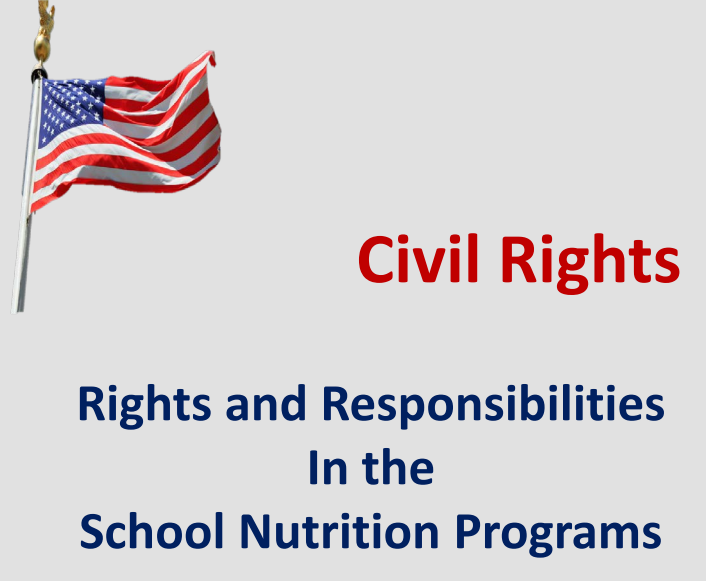 Civil Rights
Rights and Responsibilities
In the
School Nutrition Programs